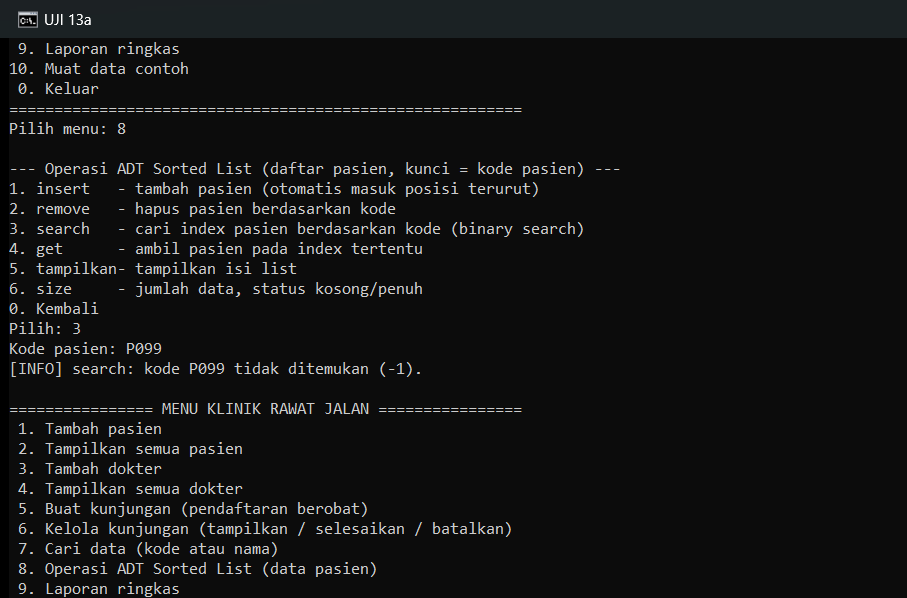 UJI 13a
 9. Laporan ringkas
10. Muat data contoh
 0. Keluar
=========================================================
Pilih menu: 8
--- Operasi ADT Sorted List (daftar pasien, kunci = kode pasien) ---
1. insert   - tambah pasien (otomatis masuk posisi terurut)
2. remove   - hapus pasien berdasarkan kode
3. search   - cari index pasien berdasarkan kode (binary search)
4. get      - ambil pasien pada index tertentu
5. tampilkan- tampilkan isi list
6. size     - jumlah data, status kosong/penuh
0. Kembali
Pilih: 3
Kode pasien: P099
[INFO] search: kode P099 tidak ditemukan (-1).
================ MENU KLINIK RAWAT JALAN ================
 1. Tambah pasien
 2. Tampilkan semua pasien
 3. Tambah dokter
 4. Tampilkan semua dokter
 5. Buat kunjungan (pendaftaran berobat)
 6. Kelola kunjungan (tampilkan / selesaikan / batalkan)
 7. Cari data (kode atau nama)
 8. Operasi ADT Sorted List (data pasien)
 9. Laporan ringkas